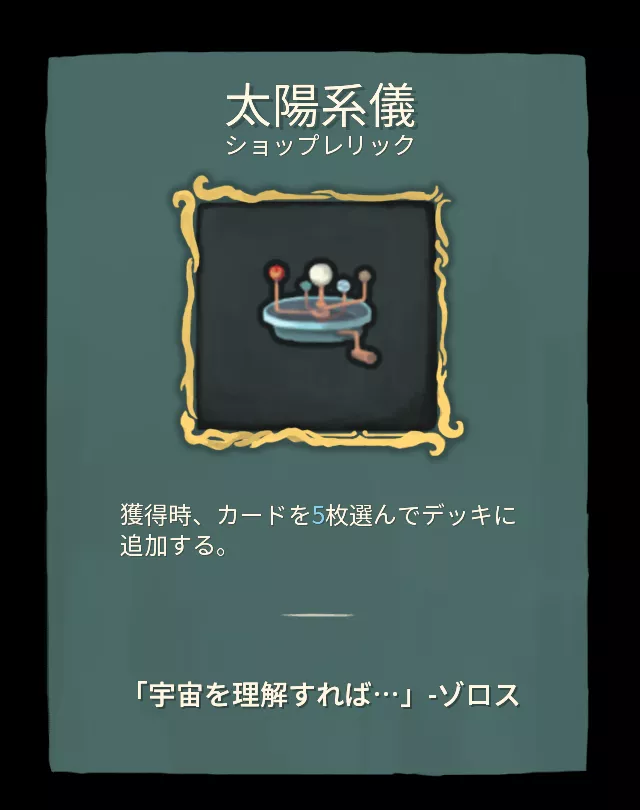 太陽系儀
ショップレリック
獲得時、カードを5枚選んでデッキに
追加する。
「宇宙を理解すれば…」-ゾロス